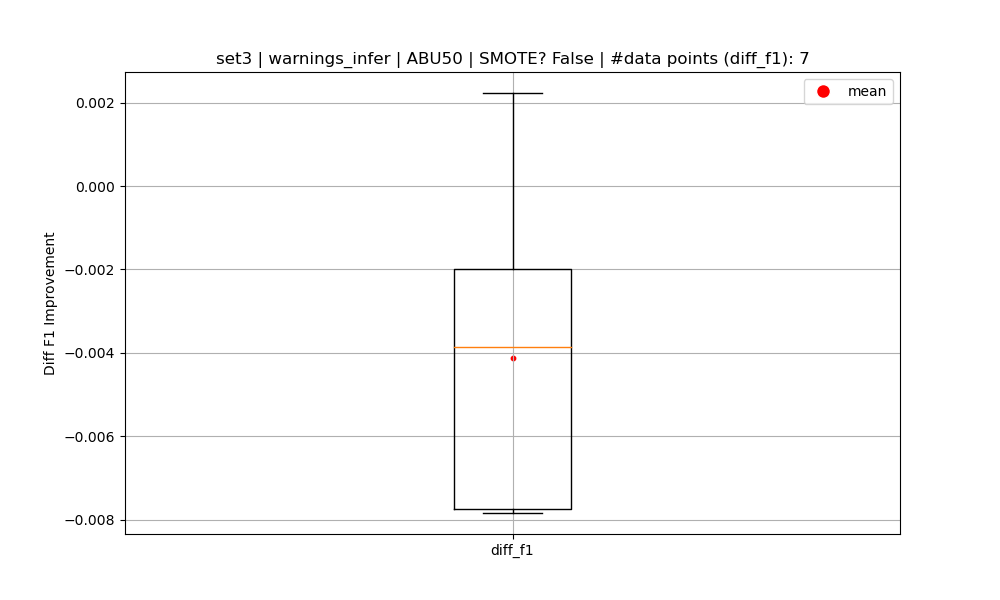 set3 | warnings_infer | ABU50 | SMOTE? False | #data points (diff_f1): 7
mean
0.002
0.000
−0.002
−0.004
−0.006
−0.008
Diff F1 Improvement
diff_f1